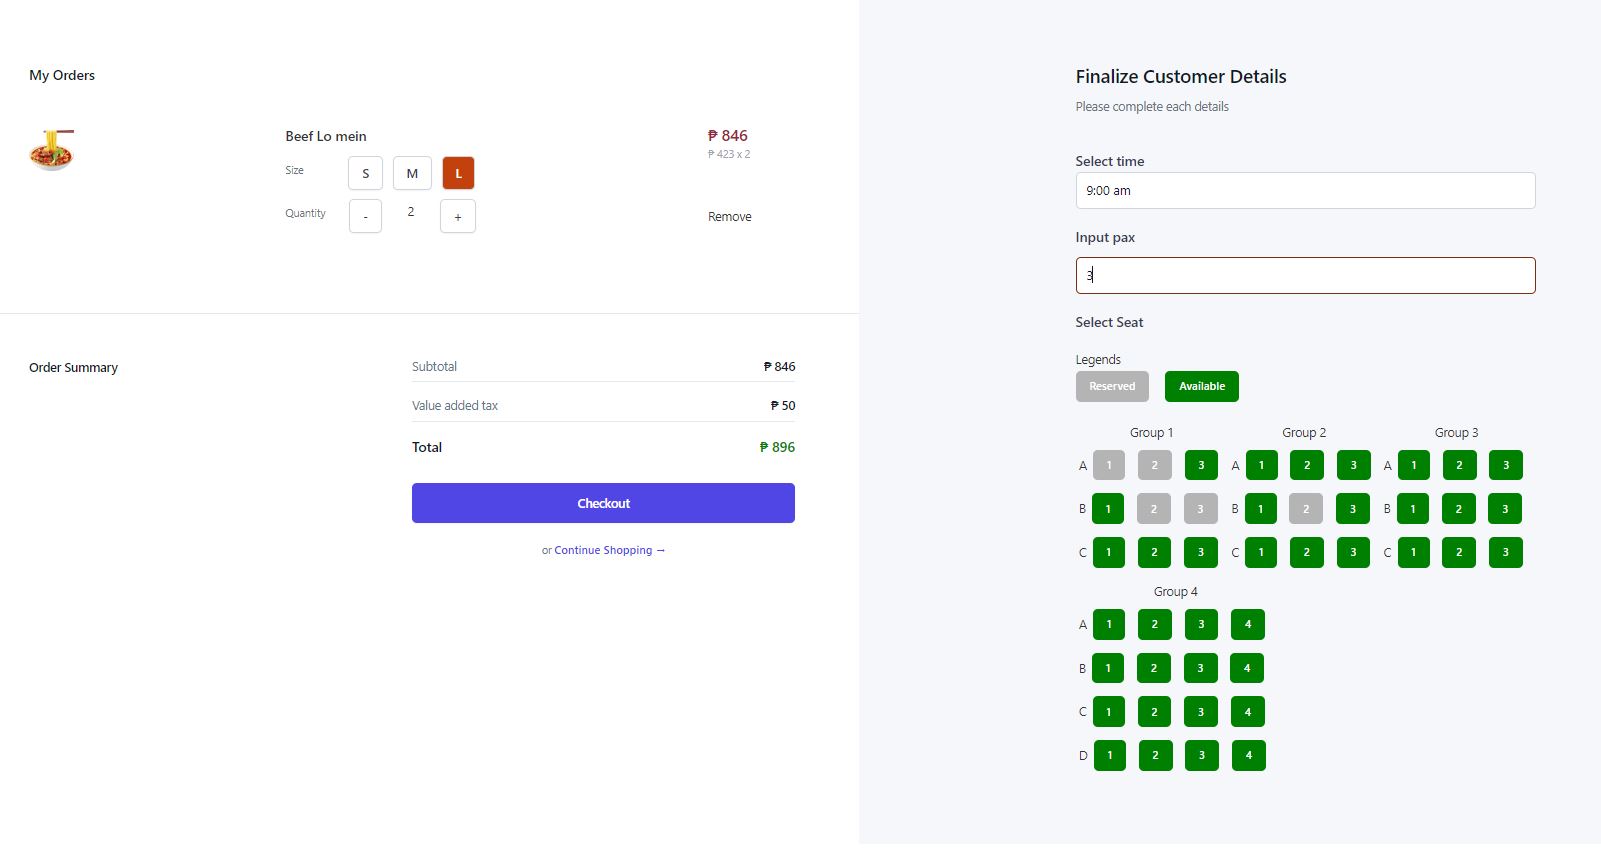 My Orders
Beef Lo mein
₱ 846
₱ 423 x 2
Size
S M L
Quantity
- 2 +
Remove
Order Summary
Subtotal ₱ 846
Value added tax ₱ 50
Total ₱ 896
Checkout
or Continue Shopping →
Finalize Customer Details
Please complete each details
Select time
9:00 am
Input pax
3
Select Seat
Legends
Reserved Available
Group 1 Group 2 Group 3
A 1 2 3 A 1 2 3 A 1 2 3
B 1 2 3 B 1 2 3 B 1 2 3
C 1 2 3 C 1 2 3 C 1 2 3
Group 4
A 1 2 3 4
B 1 2 3 4
C 1 2 3 4
D 1 2 3 4